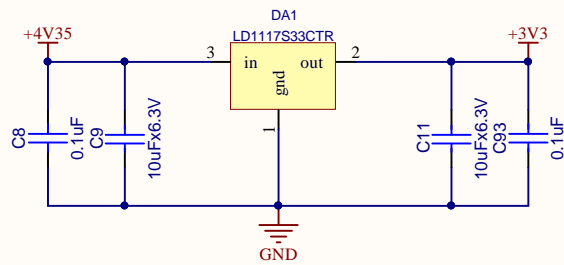 DA1
LD1117S33CTR
+4V35
+3V3
3
in
out
2
gnd
1
C8
0.1uF
C9
10uFx6.3V
C11
10uFx6.3V
C93
0.1uF
GND